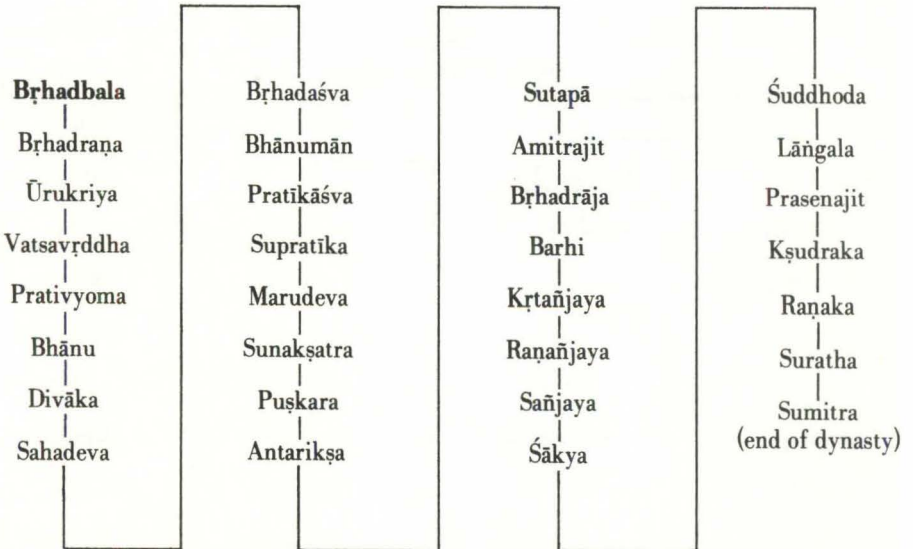 Bṛhadbala
Bṛhadraṇa
Ūrukriya
Vatsavṛddha
Prativyoma
Bhānu
Divāka
Sahadeva
Bṛhadaśva
Bhānumān
Pratīkāśva
Supratīka
Marudeva
Sunakṣatra
Puṣkara
Antarikṣa
Sutapā
Amitrajit
Bṛhadrāja
Barhi
Kṛtañjaya
Raṇañjaya
Sañjaya
Śākya
Śuddhoda
Lāṅgala
Prasenajit
Kṣudraka
Raṇaka
Suratha
Sumitra
(end of dynasty)